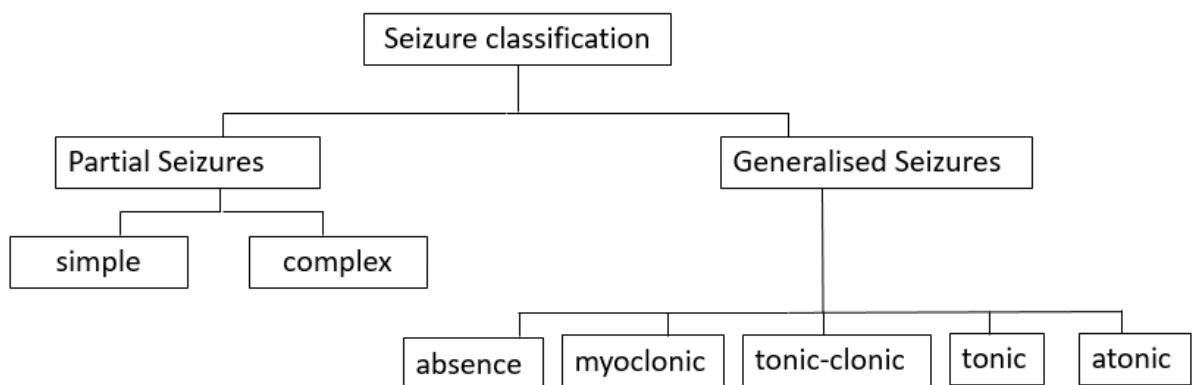 Seizure classification
Partial Seizures
Generalised Seizures
simple
complex
absence
myoclonic
tonic-clonic
tonic
atonic